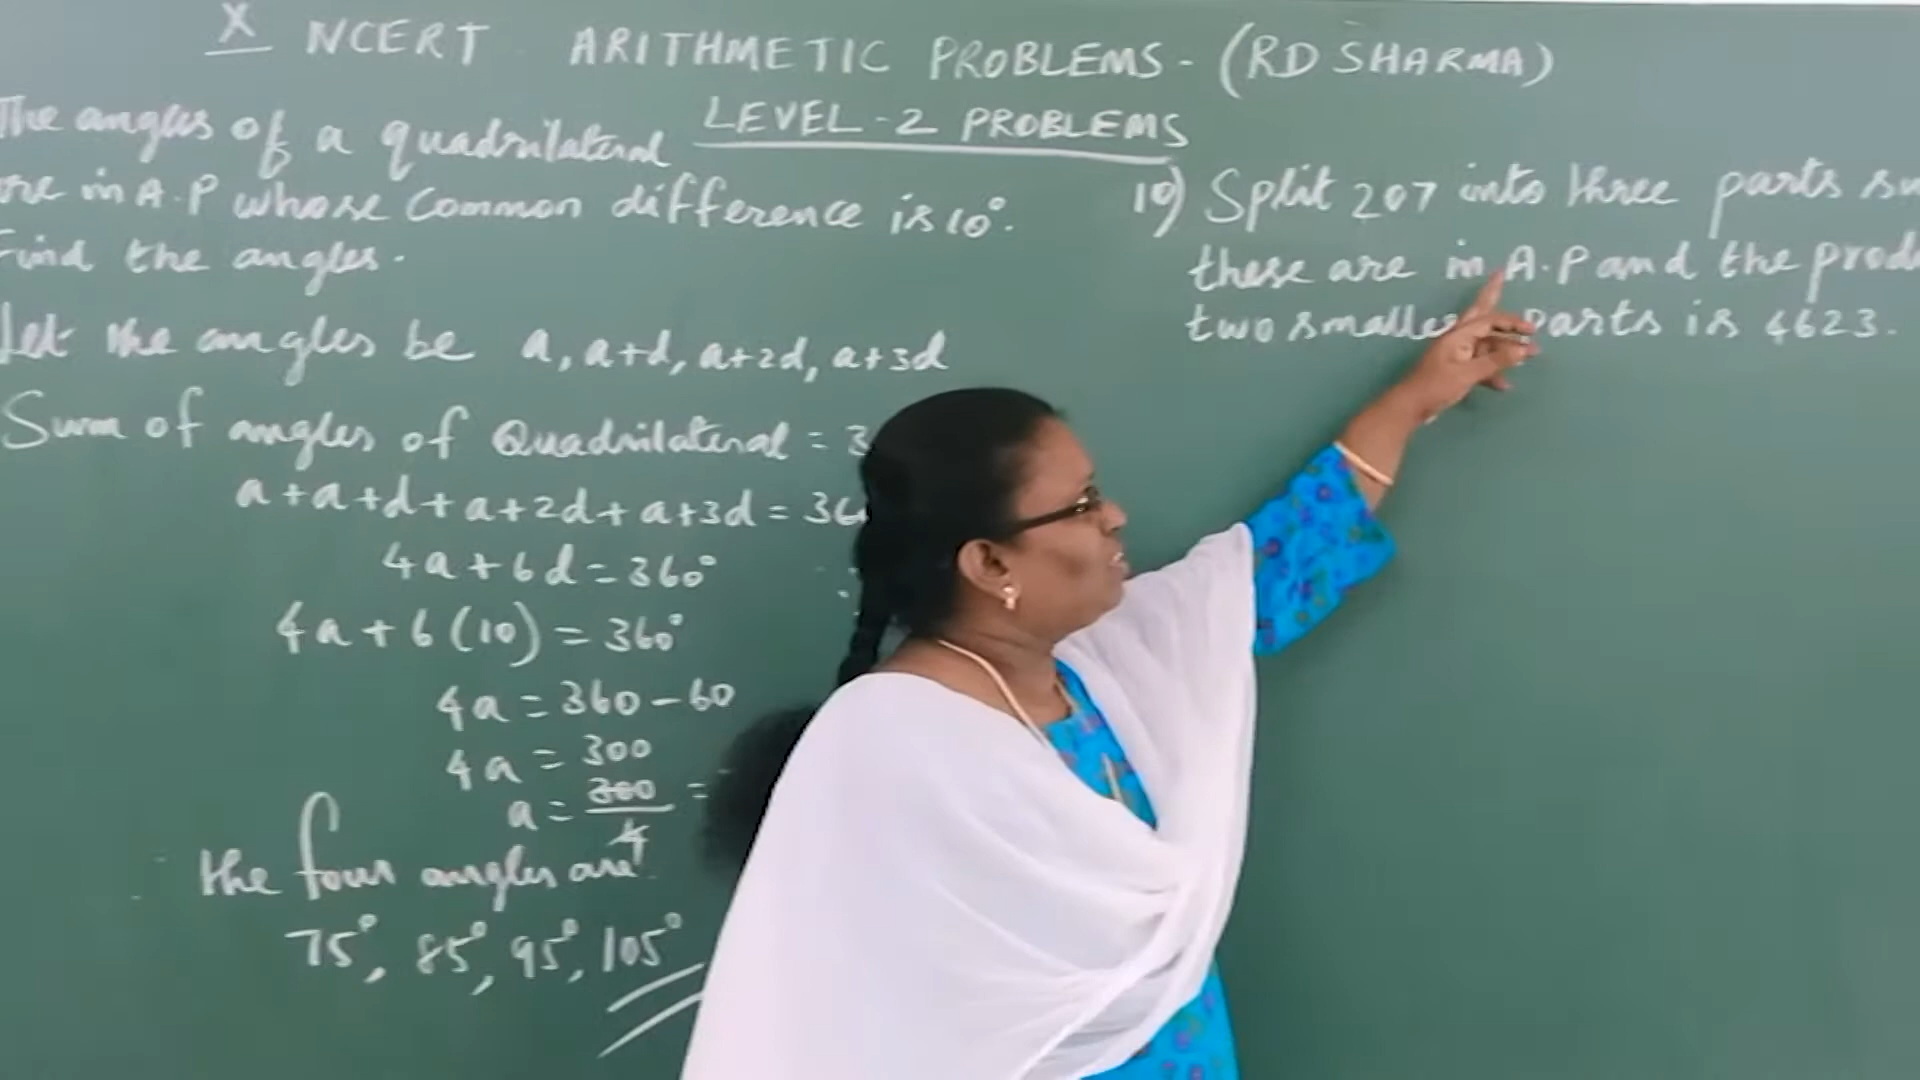 X NCERT ARITHMETIC PROBLEMS - (RD SHARMA)
LEVEL-2 PROBLEMS
The angles of a quadrilateral
are in A.P whose Common difference is 10°.
Find the angles.
Let the angles be a, a+d, a+2d, a+3d
Sum of angles of Quadrilateral = 3
a+a+d+a+2d+a+3d = 36
4a+6d=360°
4a+6(10)=360°
4a=360-60
4a=300
a=300/4 =
the four angles are
75°, 85°, 95°, 105°
10) Split 207 into three parts su
these are in A.P and the produ
two smaller parts is 4623.